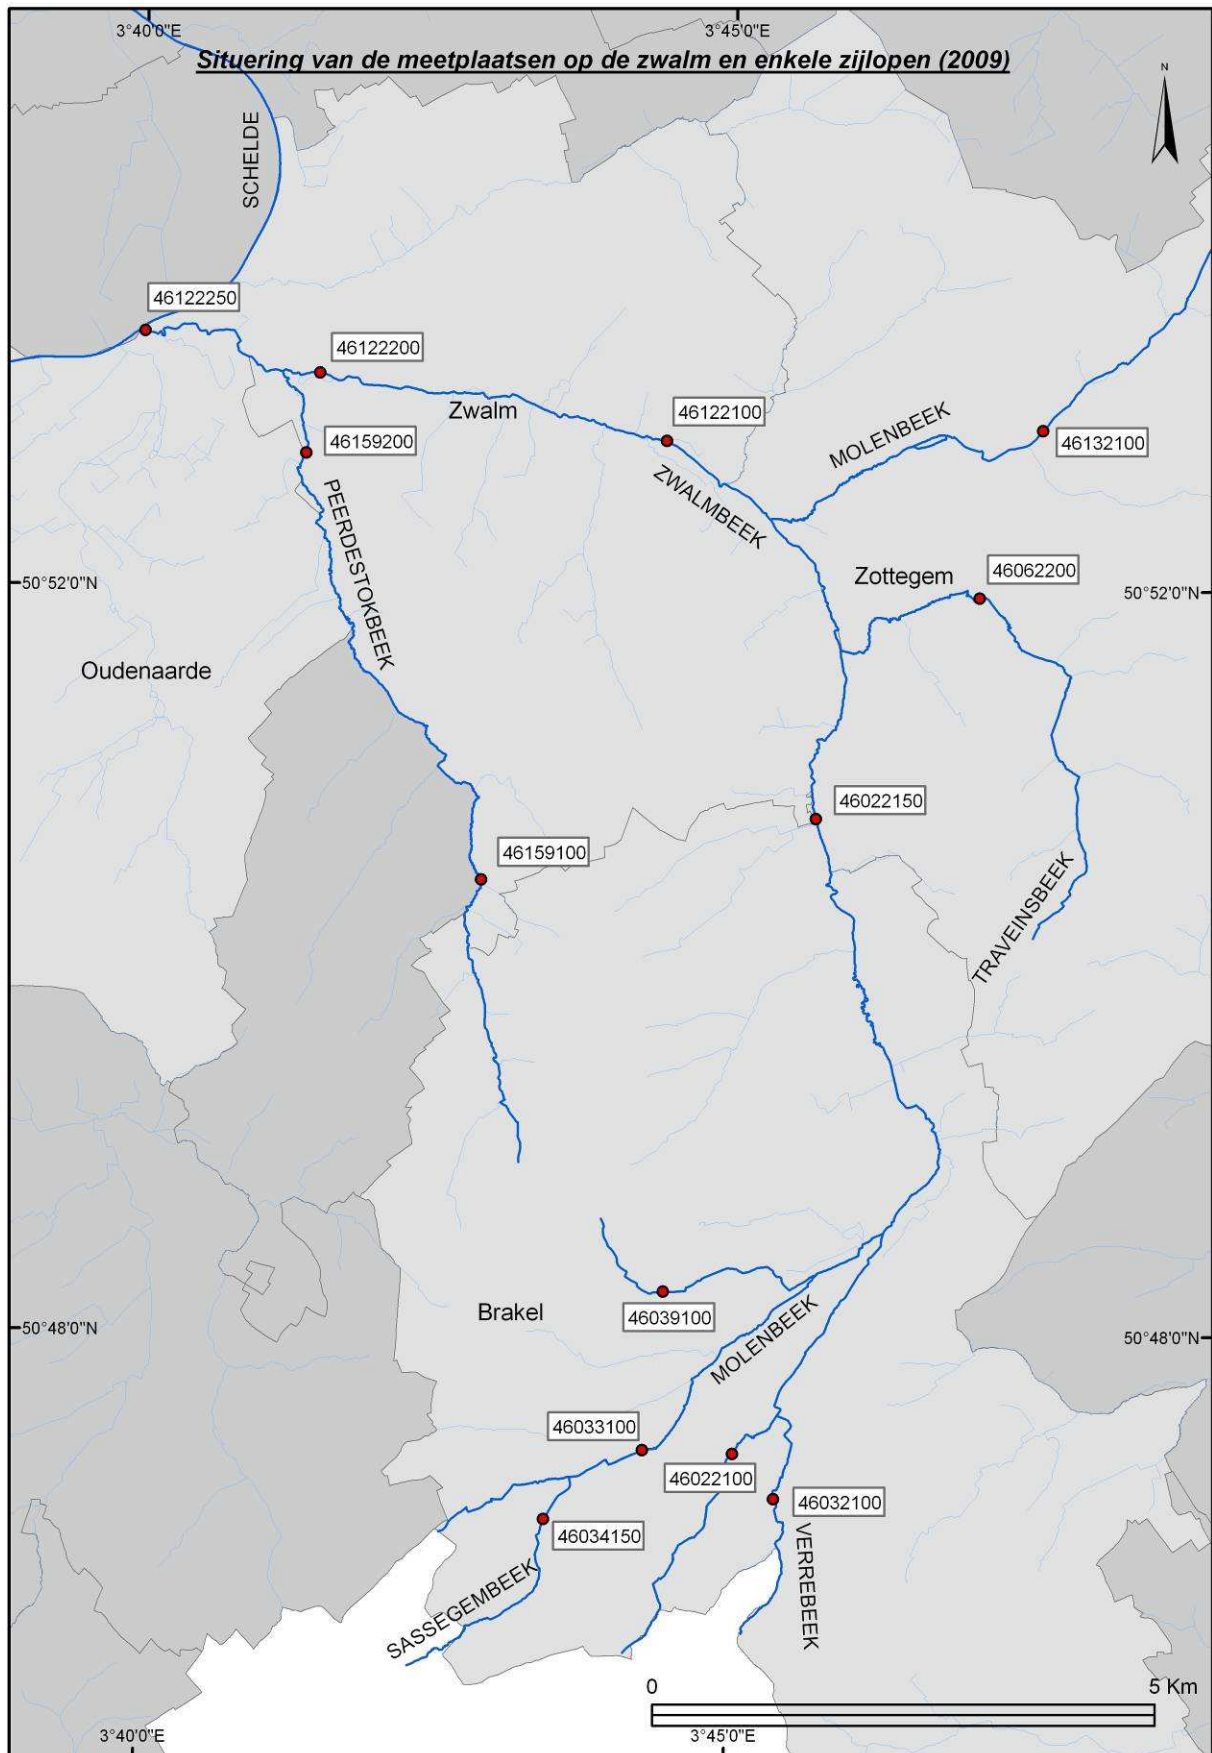 3°40'0"E
3°45'0"E
Situering van de meetplaatsen op de zwalm en enkele zijlopen (2009)
N
SCHELDE
46122250
46122200
Zwalm
46122100
MOLENBEEK
46132100
46159200
ZWALMBEEK
PEERDESTOKBEEK
Zottegem
46062200
50°52'0"N
50°52'0"N
Oudenaarde
46022150
46159100
TRAVEINSBEEK
Brakel
46039100
MOLENBEEK
50°48'0"N
50°48'0"N
46033100
46022100
46032100
46034150
VERREBEEK
SASSEGEMBEEK
0
5 Km
3°40'0"E
3°45'0"E